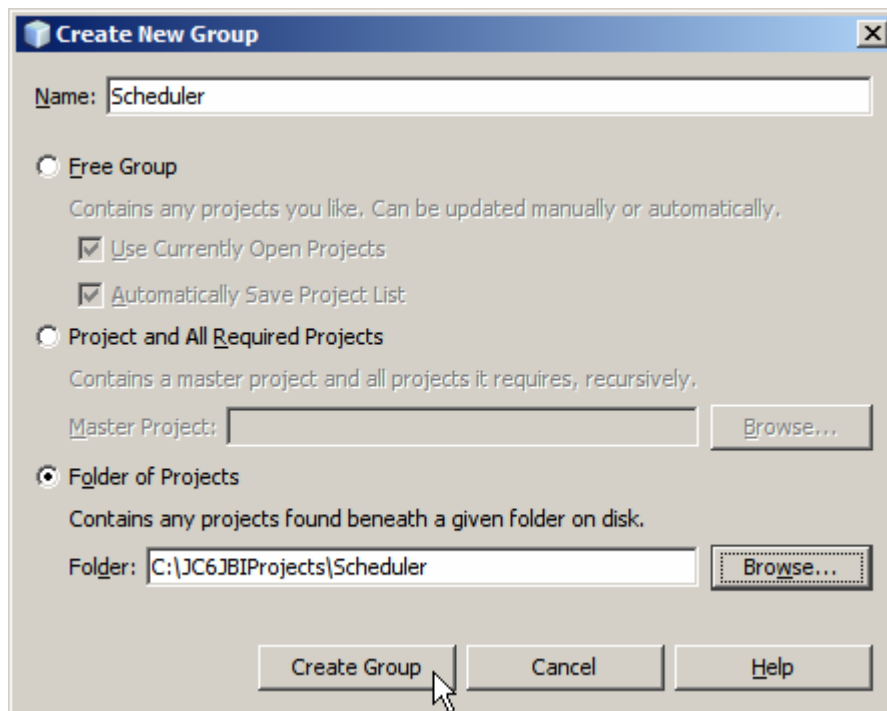 Create New Group
Name: Scheduler
Free Group
Contains any projects you like. Can be updated manually or automatically.
Use Currently Open Projects
Automatically Save Project List
Project and All Required Projects
Contains a master project and all projects it requires, recursively.
Master Project: Browse...
Folder of Projects
Contains any projects found beneath a given folder on disk.
Folder: C:\JC6JBIProjects\Scheduler Browse...
Create Group Cancel Help